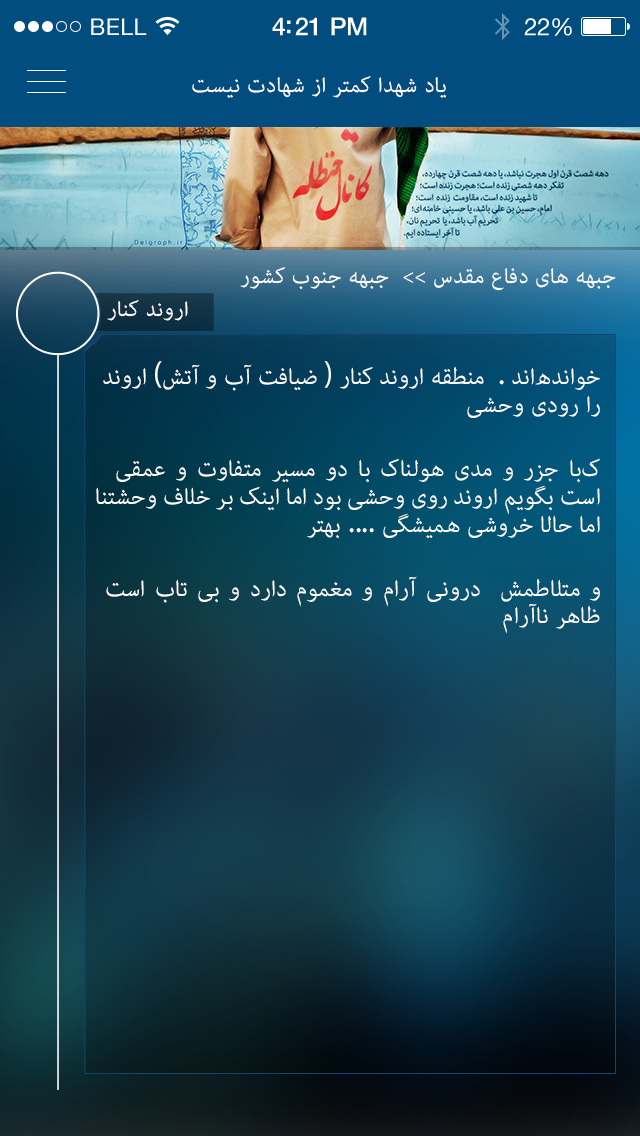 BELL 4:21 PM 22%
یاد شهدا کمتر از شهادت نیست
کانال حنظله
دهه شصت قرن اول هجرت نباشد، یا دهه شصت قرن چهارده،
تفکر دهه شصتی زنده است؛ هجرت زنده است؛
تا شهید زنده است، مقاومت زنده است؛
امام، حسین بن علی باشد، یا حسینی خامنه ای؛
تحریم آب باشد، یا تحریم نان،
تا آخر ایستاده ایم.
Delgraph.ir
جبهه های دفاع مقدس >> جبهه جنوب کشور
اروند کنار
خوانده‌اند . منطقه اروند کنار ( ضیافت آب و آتش) اروند
را رودی وحشی
که‌با جزر و مدی هولناک با دو مسیر متفاوت و عمقی
است بگویم اروند روی وحشی بود اما اینک بر خلاف وحشتنا
اما حالا خروشی همیشگی .... بهتر
و متلاطمش درونی آرام و مغموم دارد و بی تاب است
ظاهر ناآرام